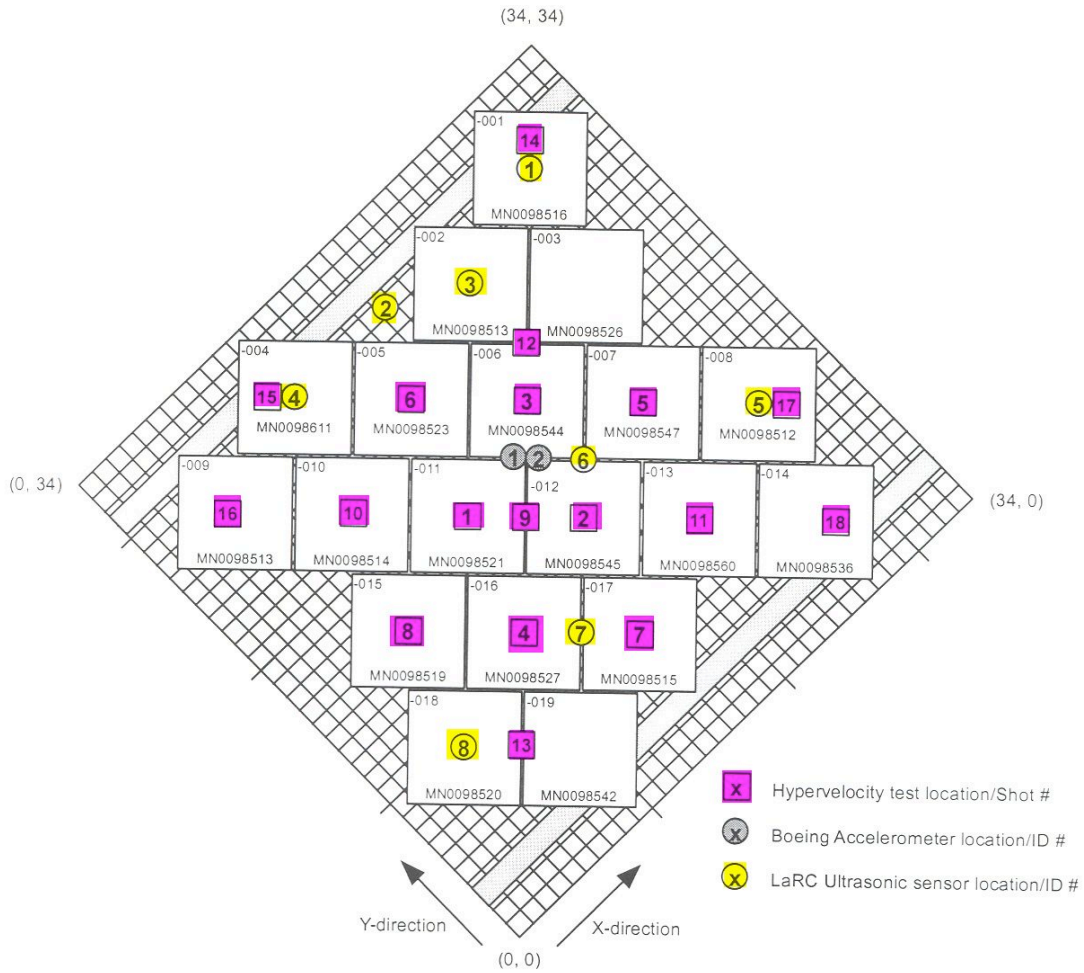 (34, 34)
-001
14
1
MN0098516
-002
-003
3
2
MN0098513
MN0098526
12
-004
-005
-006
-007
-008
15
4
6
3
5
5
17
MN0098611
MN0098523
MN0098544
MN0098547
MN0098512
1
2
6
(0, 34)
-009
-010
-011
-012
-013
-014
(34, 0)
16
10
1
9
2
11
18
MN0098513
MN0098514
MN0098521
MN0098545
MN0098560
MN0098536
-015
-016
-017
8
4
7
7
MN0098519
MN0098527
MN0098515
-018
-019
8
13
MN0098520
MN0098542
x Hypervelocity test location/Shot #
x Boeing Accelerometer location/ID #
x LaRC Ultrasonic sensor location/ID #
Y-direction
X-direction
(0, 0)